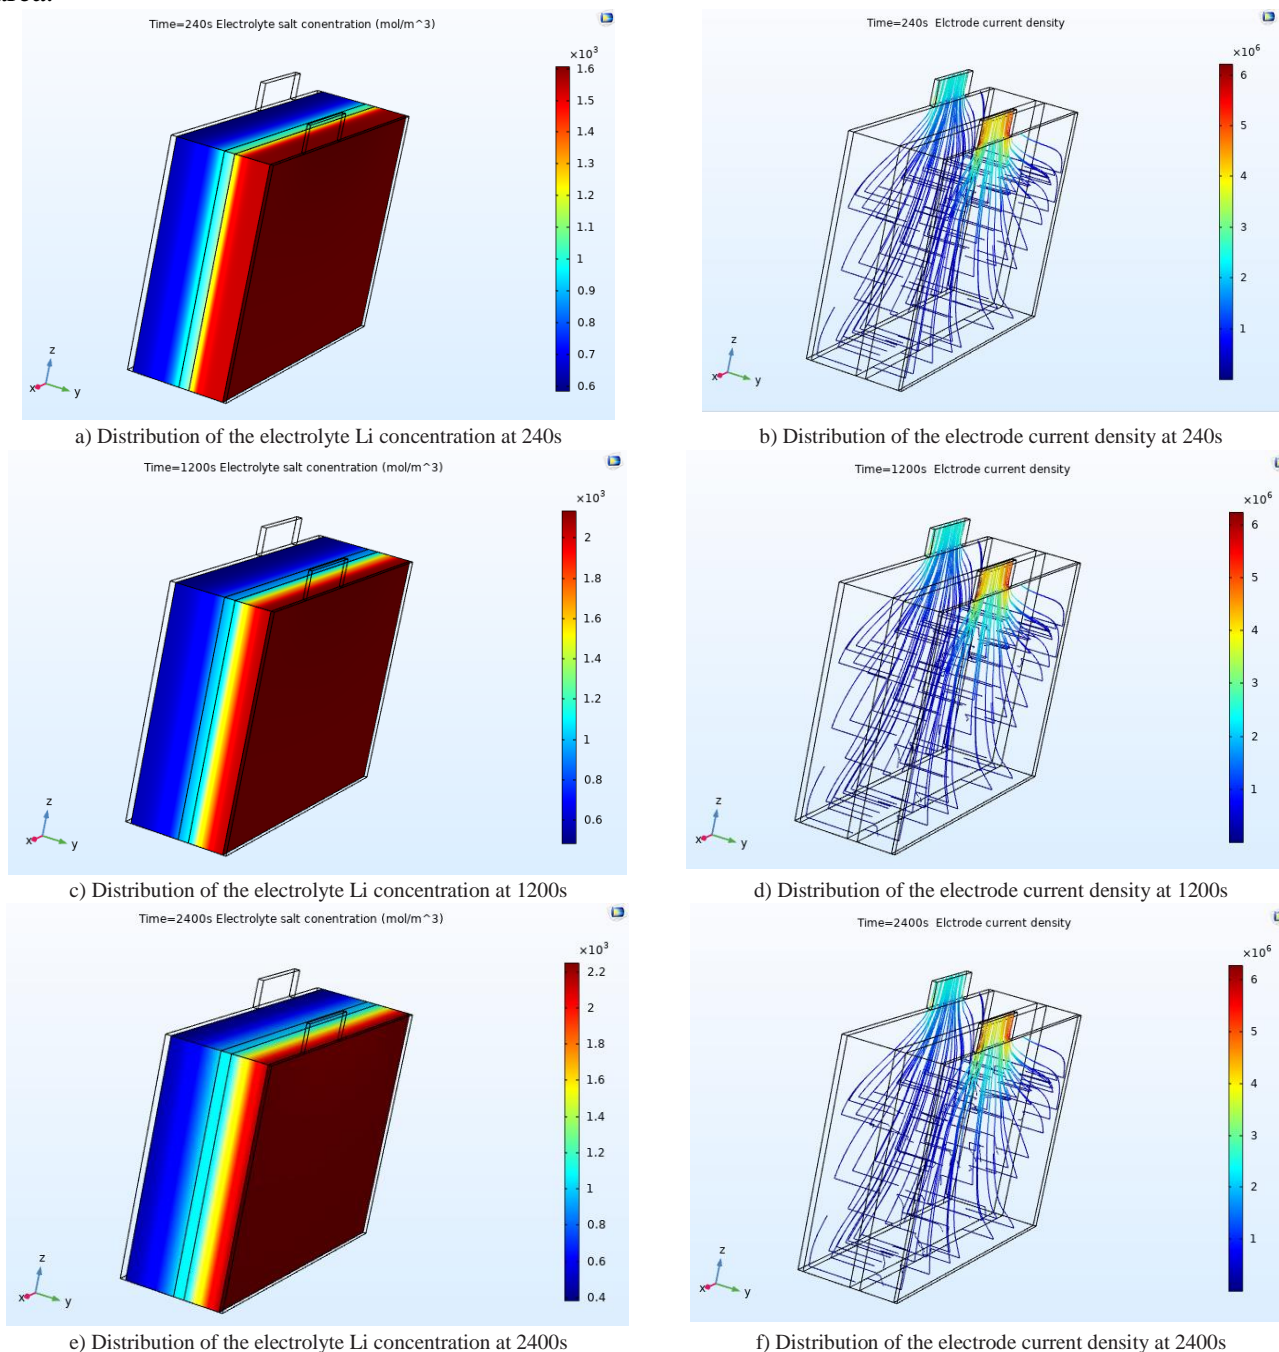 Time=240s Electrolyte salt conentration (mol/m^3)
×10³
1.6
1.5
1.4
1.3
1.2
1.1
1
0.9
0.8
0.7
0.6
z
x
y
a) Distribution of the electrolyte Li concentration at 240s
Time=240s Elctrode current density
×10⁶
6
5
4
3
2
1
z
x
y
b) Distribution of the electrode current density at 240s
Time=1200s Electrolyte salt conentration (mol/m^3)
×10³
2
1.8
1.6
1.4
1.2
1
0.8
0.6
z
x
y
c) Distribution of the electrolyte Li concentration at 1200s
Time=1200s Elctrode current density
×10⁶
6
5
4
3
2
1
z
x
y
d) Distribution of the electrode current density at 1200s
Time=2400s Electrolyte salt conentration (mol/m^3)
×10³
2.2
2
1.8
1.6
1.4
1.2
1
0.8
0.6
0.4
z
x
y
e) Distribution of the electrolyte Li concentration at 2400s
Time=2400s Elctrode current density
×10⁶
6
5
4
3
2
1
z
x
y
f) Distribution of the electrode current density at 2400s